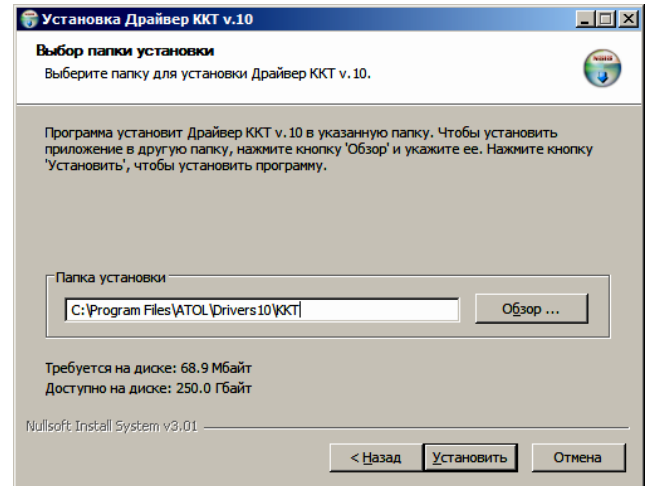 Установка Драйвер ККТ v.10
Выбор папки установки
Выберите папку для установки Драйвер ККТ v.10.
Программа установит Драйвер ККТ v.10 в указанную папку. Чтобы установить
приложение в другую папку, нажмите кнопку 'Обзор' и укажите ее. Нажмите кнопку
'Установить', чтобы установить программу.
Папка установки
C:\Program Files\ATOL\Drivers10\KKT
Обзор ...
Требуется на диске: 68.9 Мбайт
Доступно на диске: 250.0 Гбайт
Nullsoft Install System v3.01
< Назад Установить Отмена